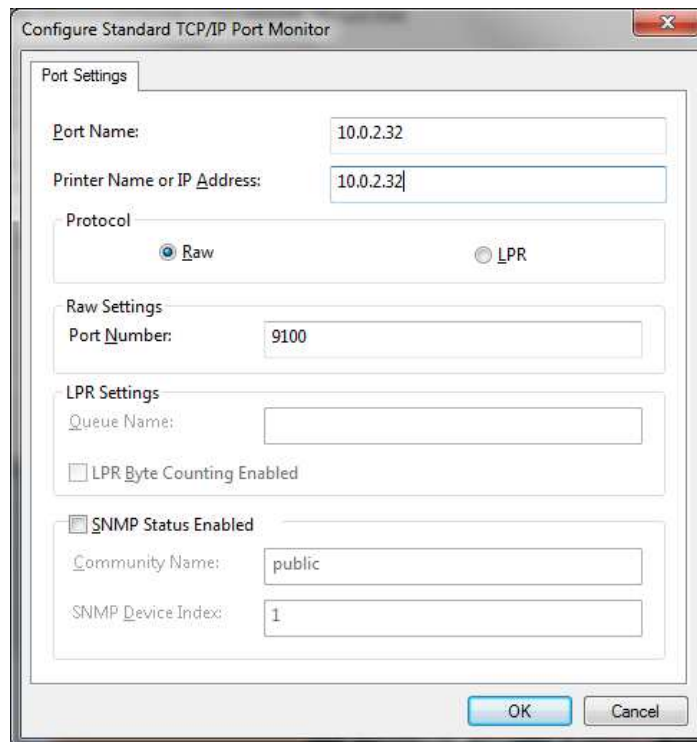 Configure Standard TCP/IP Port Monitor
Port Settings
Port Name: 10.0.2.32
Printer Name or IP Address: 10.0.2.32
Protocol
Raw LPR
Raw Settings
Port Number: 9100
LPR Settings
Queue Name:
LPR Byte Counting Enabled
SNMP Status Enabled
Community Name: public
SNMP Device Index: 1
OK Cancel